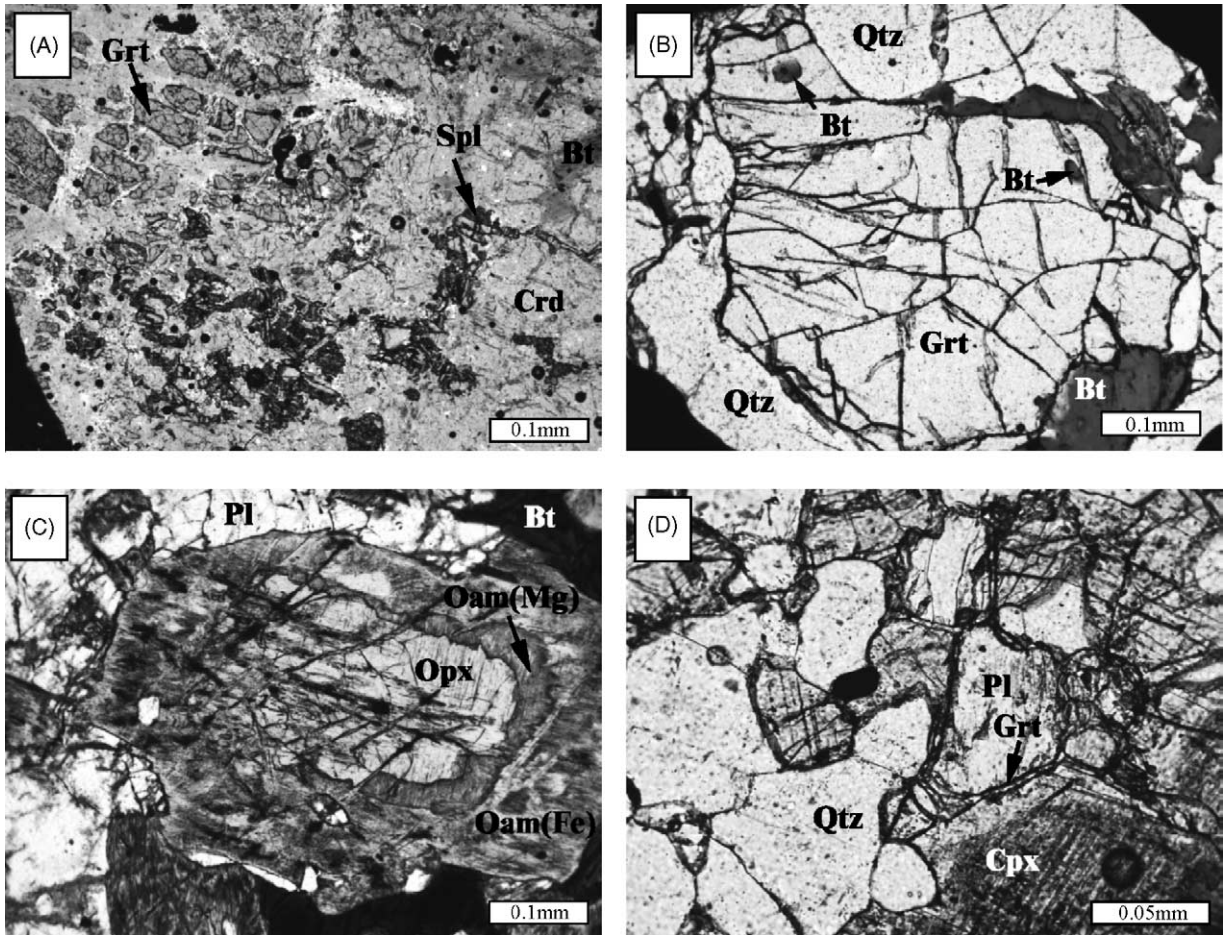 (A)
Grt
Spl
Bt
Crd
0.1mm
(B)
Qtz
Bt
Bt
Grt
Qtz
Bt
0.1mm
(C)
Pl
Bt
Oam(Mg)
Opx
Oam(Fe)
0.1mm
(D)
Pl
Grt
Qtz
Cpx
0.05mm